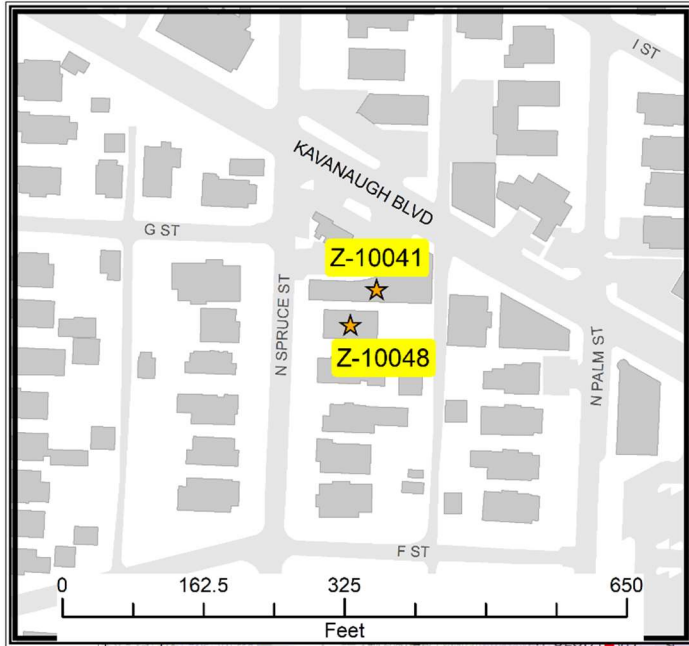 I ST
KAVANAUGH BLVD
G ST
Z-10041
N SPRUCE ST
Z-10048
N PALM ST
F ST
0 162.5 325 650
Feet